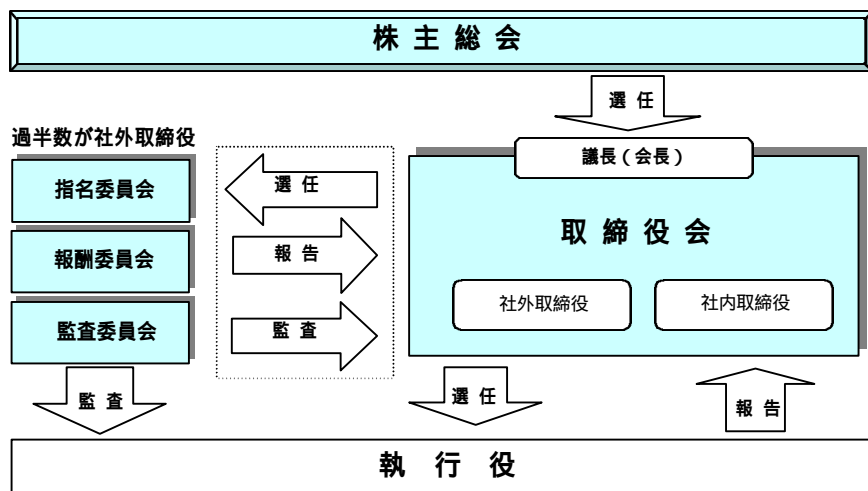 株主総会
選任
過半数が社外取締役
議長(会長)
指名委員会
選任
取締役会
報酬委員会
報告
社外取締役
社内取締役
監査委員会
監査
監査
選任
報告
執行役